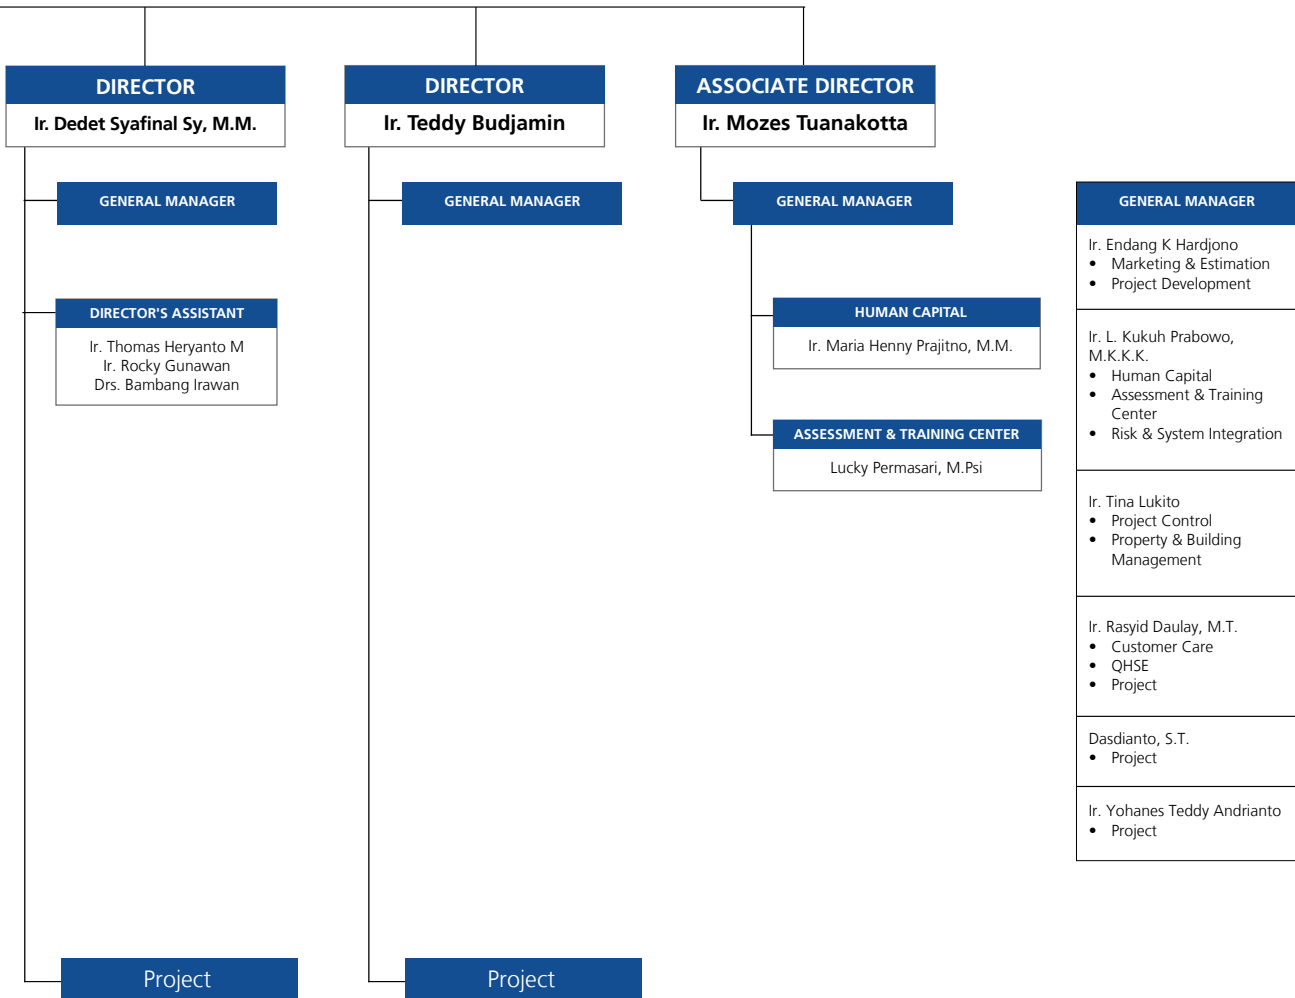 DIRECTOR
Ir. Dedet Syafinal Sy, M.M.
GENERAL MANAGER
DIRECTOR'S ASSISTANT
Ir. Thomas Heryanto M
Ir. Rocky Gunawan
Drs. Bambang Irawan
Project
DIRECTOR
Ir. Teddy Budjamin
GENERAL MANAGER
Project
ASSOCIATE DIRECTOR
Ir. Mozes Tuanakotta
GENERAL MANAGER
HUMAN CAPITAL
Ir. Maria Henny Prajitno, M.M.
ASSESSMENT & TRAINING CENTER
Lucky Permasari, M.Psi
GENERAL MANAGER
Ir. Endang K Hardjono
• Marketing & Estimation
• Project Development
Ir. L. Kukuh Prabowo,
M.K.K.K.
• Human Capital
• Assessment & Training
Center
• Risk & System Integration
Ir. Tina Lukito
• Project Control
• Property & Building
Management
Ir. Rasyid Daulay, M.T.
• Customer Care
• QHSE
• Project
Dasdianto, S.T.
• Project
Ir. Yohanes Teddy Andrianto
• Project